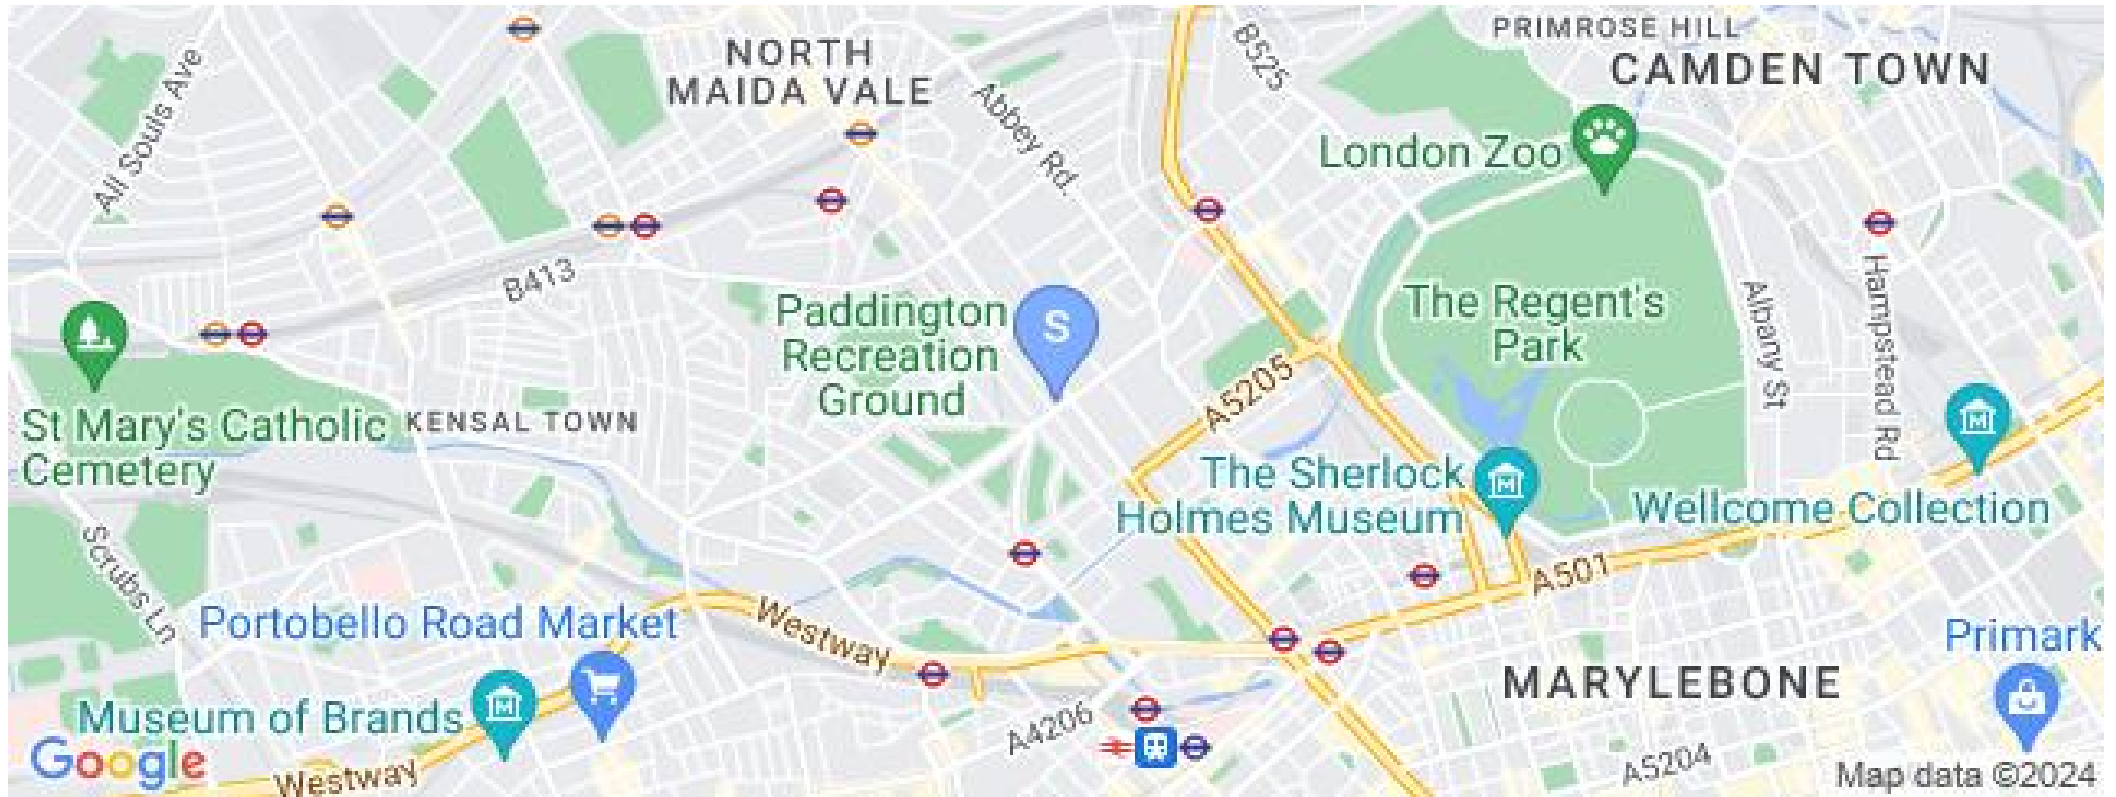 PRIMROSE HILL
CAMDEN TOWN
NORTH
MAIDA VALE
B525
All Souls Ave
Abbey Rd.
London Zoo
B413
Paddington
Recreation
Ground
S
The Regent's
Park
Albany St
Hampstead Rd
A5205
St Mary's Catholic
Cemetery
KENSAL TOWN
The Sherlock
Holmes Museum
M
M
Wellcome Collection
Scrubs Ln
A501
Portobello Road Market
Westway
Primark
MARYLEBONE
Museum of Brands
M
A4206
Google
Westway
A5204
Map data ©2024